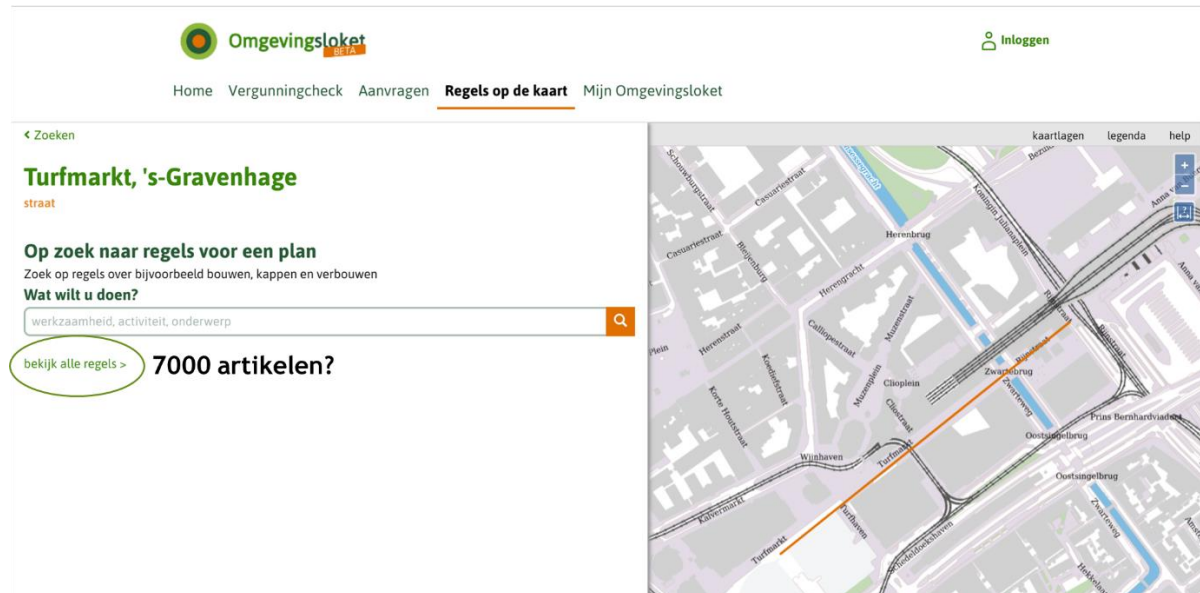 Omgevingsloket
BETA
Inloggen
Home Vergunningcheck Aanvragen Regels op de kaart Mijn Omgevingsloket
< Zoeken
kaartlagen legenda help
Turfmarkt, 's-Gravenhage
straat
Op zoek naar regels voor een plan
Zoek op regels over bijvoorbeeld bouwen, kappen en verbouwen
Wat wilt u doen?
werkzaamheid, activiteit, onderwerp
bekijk alle regels >
7000 artikelen?
+
−
Schouwburgstraat
Casuariestraat
Casuariestraat
Bleijenburg
Herengracht
Herenbrug
Koningin Julianaplein
Herenstraat
Calliopestraat
Muzenstraat
Plein
Korte Houtstraat
Koediefstraat
Muzenplein
Clioplein
Cliostraat
Rijnstraat
Rijnstraat
Zwartebrug
Zwarteweg
Prins Bernhardviaduct
Oostsingelbrug
Oostsingelbrug
Wijnhaven
Turfmarkt
Kalvermarkt
Turfhaven
Turfmarkt
Schedeldoekshaven
Zwarteweg